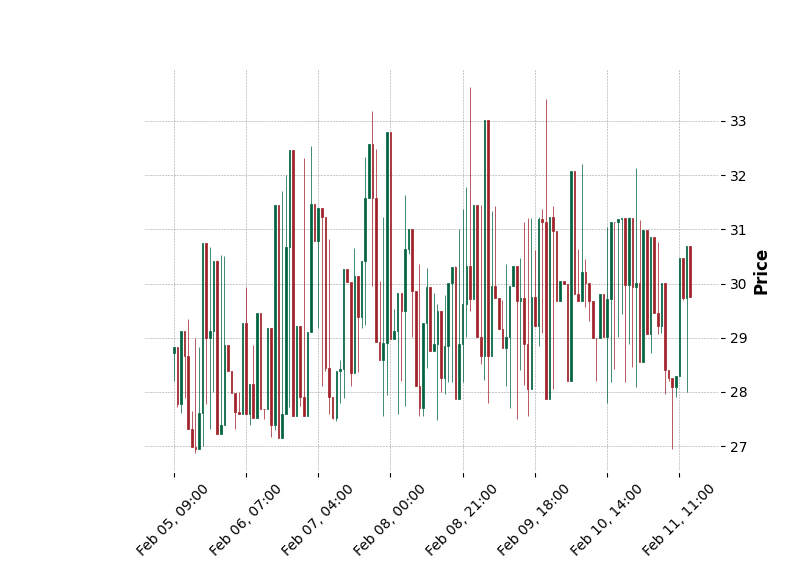 33
32
31
30
29
28
27
Price
Feb 05, 09:00
Feb 06, 07:00
Feb 07, 04:00
Feb 08, 00:00
Feb 08, 21:00
Feb 09, 18:00
Feb 10, 14:00
Feb 11, 11:00